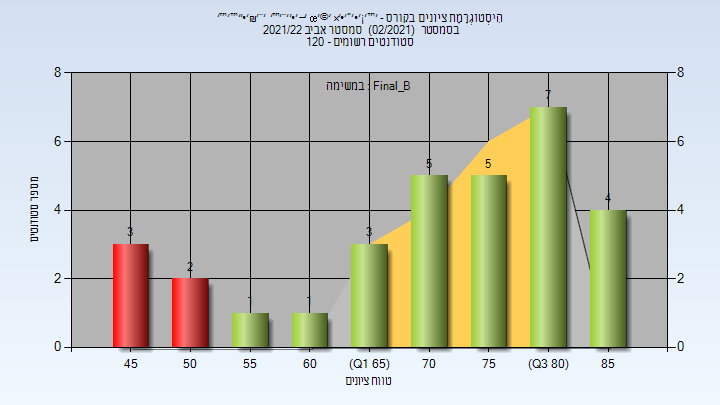 היסטוגרמת ציונים בקורס -
בסמסטר (02/2021) סמסטר אביב 2021/22
סטודנטים רשומים - 120
במשימה : Final_B
8 8
6 6
4 4
2 2
0 0
3 2 1 1 3 5 5 7 4
מספר סטודנטים
45 50 55 60 (Q1 65) 70 75 (Q3 80) 85
טווח ציונים